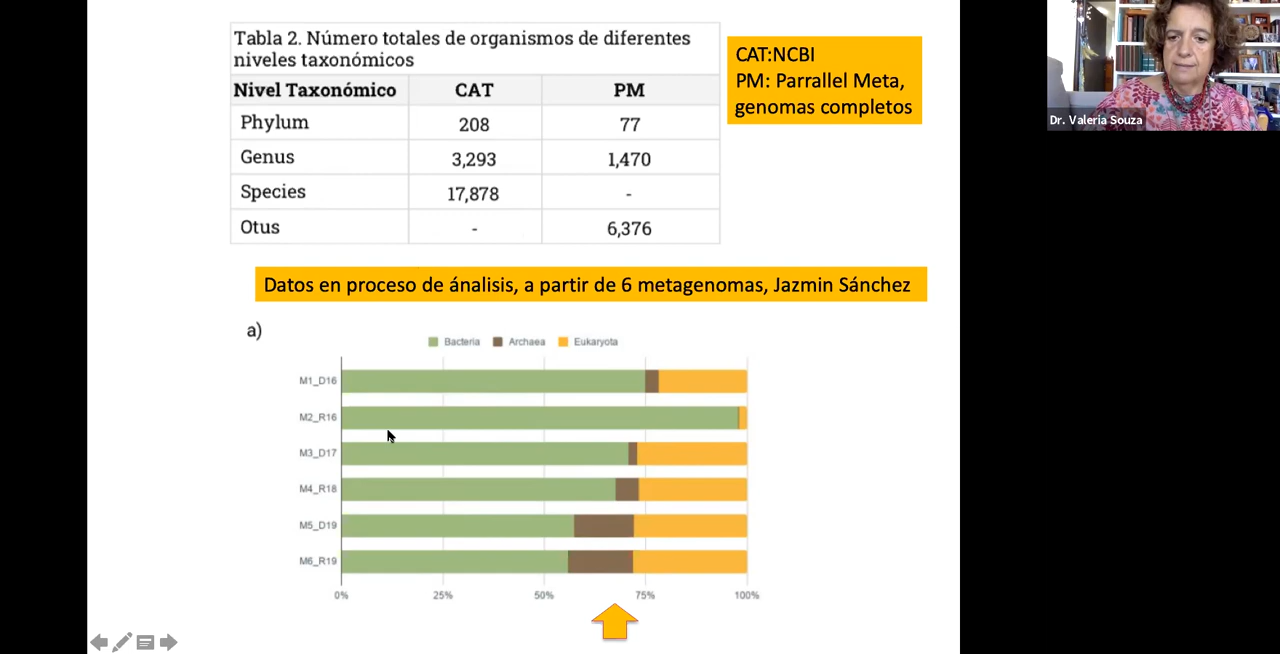 Tabla 2. Número totales de organismos de diferentes
niveles taxonómicos
Nivel Taxonómico CAT PM
Phylum 208 77
Genus 3,293 1,470
Species 17,878 -
Otus - 6,376
CAT:NCBI
PM: Parrallel Meta,
genomas completos
Dr. Valeria Souza
Datos en proceso de ánalisis, a partir de 6 metagenomas, Jazmin Sánchez
a)
Bacteria Archaea Eukaryota
M1_D16
M2_R16
M3_D17
M4_R18
M5_D19
M6_R19
0% 25% 50% 75% 100%